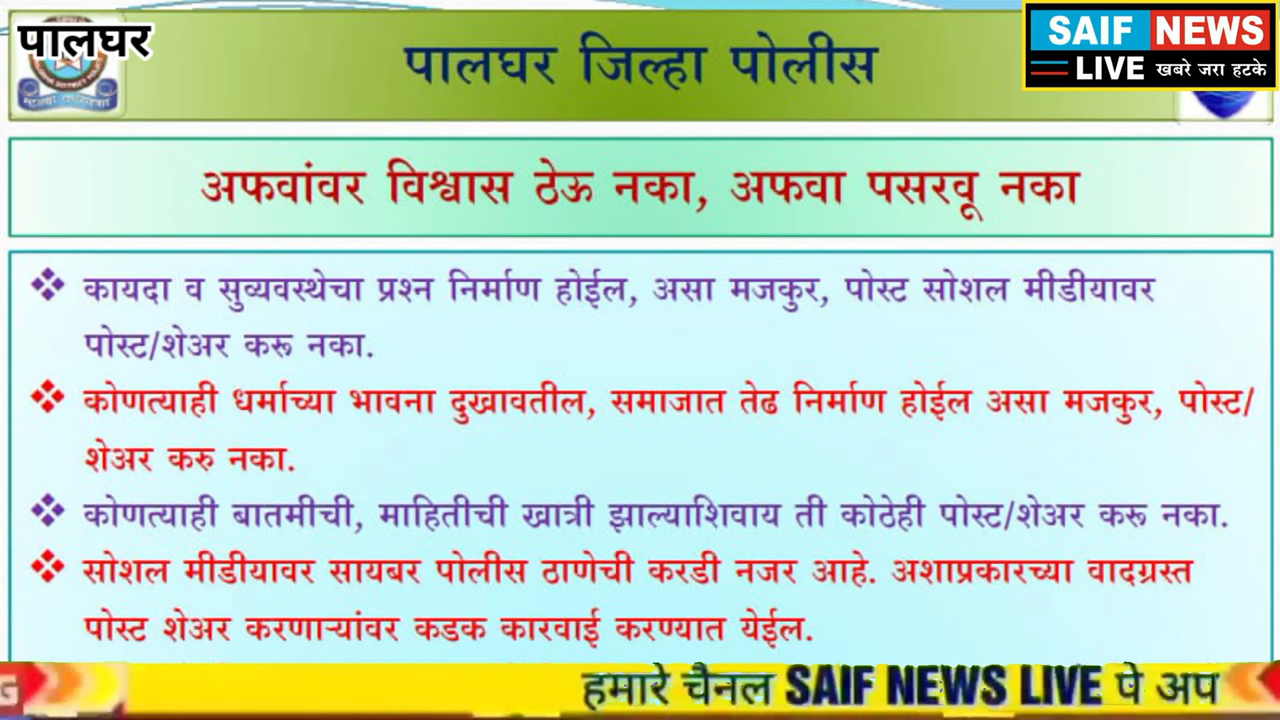 पालघर
पालघर जिल्हा पोलीस
SAIF NEWS
LIVE खबरे जरा हटके
अफवांवर विश्वास ठेऊ नका, अफवा पसरवू नका
❖ कायदा व सुव्यवस्थेचा प्रश्न निर्माण होईल, असा मजकुर, पोस्ट सोशल मीडीयावर
पोस्ट/शेअर करू नका.
❖ कोणत्याही धर्माच्या भावना दुखावतील, समाजात तेढ निर्माण होईल असा मजकुर, पोस्ट/
शेअर करु नका.
❖ कोणत्याही बातमीची, माहितीची खात्री झाल्याशिवाय ती कोठेही पोस्ट/शेअर करू नका.
❖ सोशल मीडीयावर सायबर पोलीस ठाणेची करडी नजर आहे. अशाप्रकारच्या वादग्रस्त
पोस्ट शेअर करणाऱ्यांवर कडक कारवाई करण्यात येईल.
G हमारे चैनल SAIF NEWS LIVE पे अप